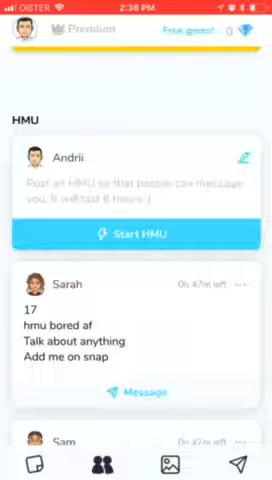 OISTER
2:36 PM
Premium
Free gems!
0
HMU
Andrii
Post an HMU so that people can message
you. It will last 6 hours :)
Start HMU
Sarah
0h 47m left
17
hmu bored af
Talk about anything
Add me on snap
Message
Sam
0h 47m left